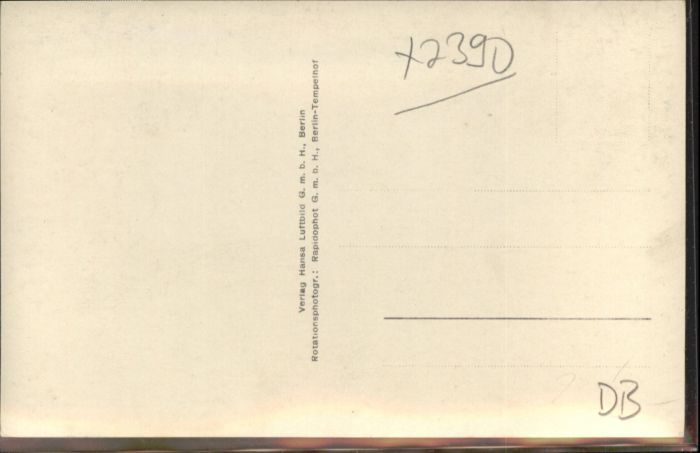 x2390
Verlag Hansa Luftbild G. m. b. H., Berlin
Rotationsphotogr.: Rapidophot G. m. b. H., Berlin-Tempelhof
DB